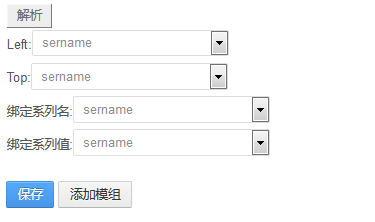 解析
Left: sername
Top: sername
绑定系列名: sername
绑定系列值: sername
保存 添加模组